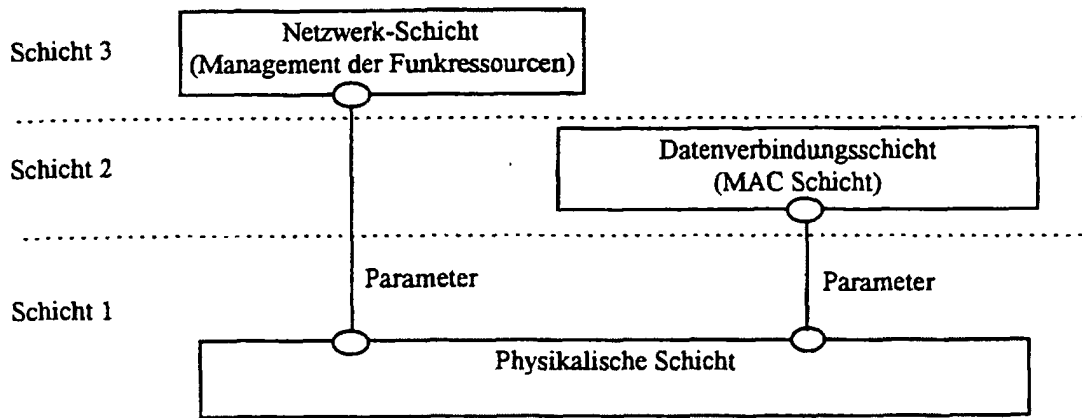 Schicht 3
Netzwerk-Schicht
(Management der Funkressourcen)
Schicht 2
Datenverbindungsschicht
(MAC Schicht)
Schicht 1
Parameter
Parameter
Physikalische Schicht